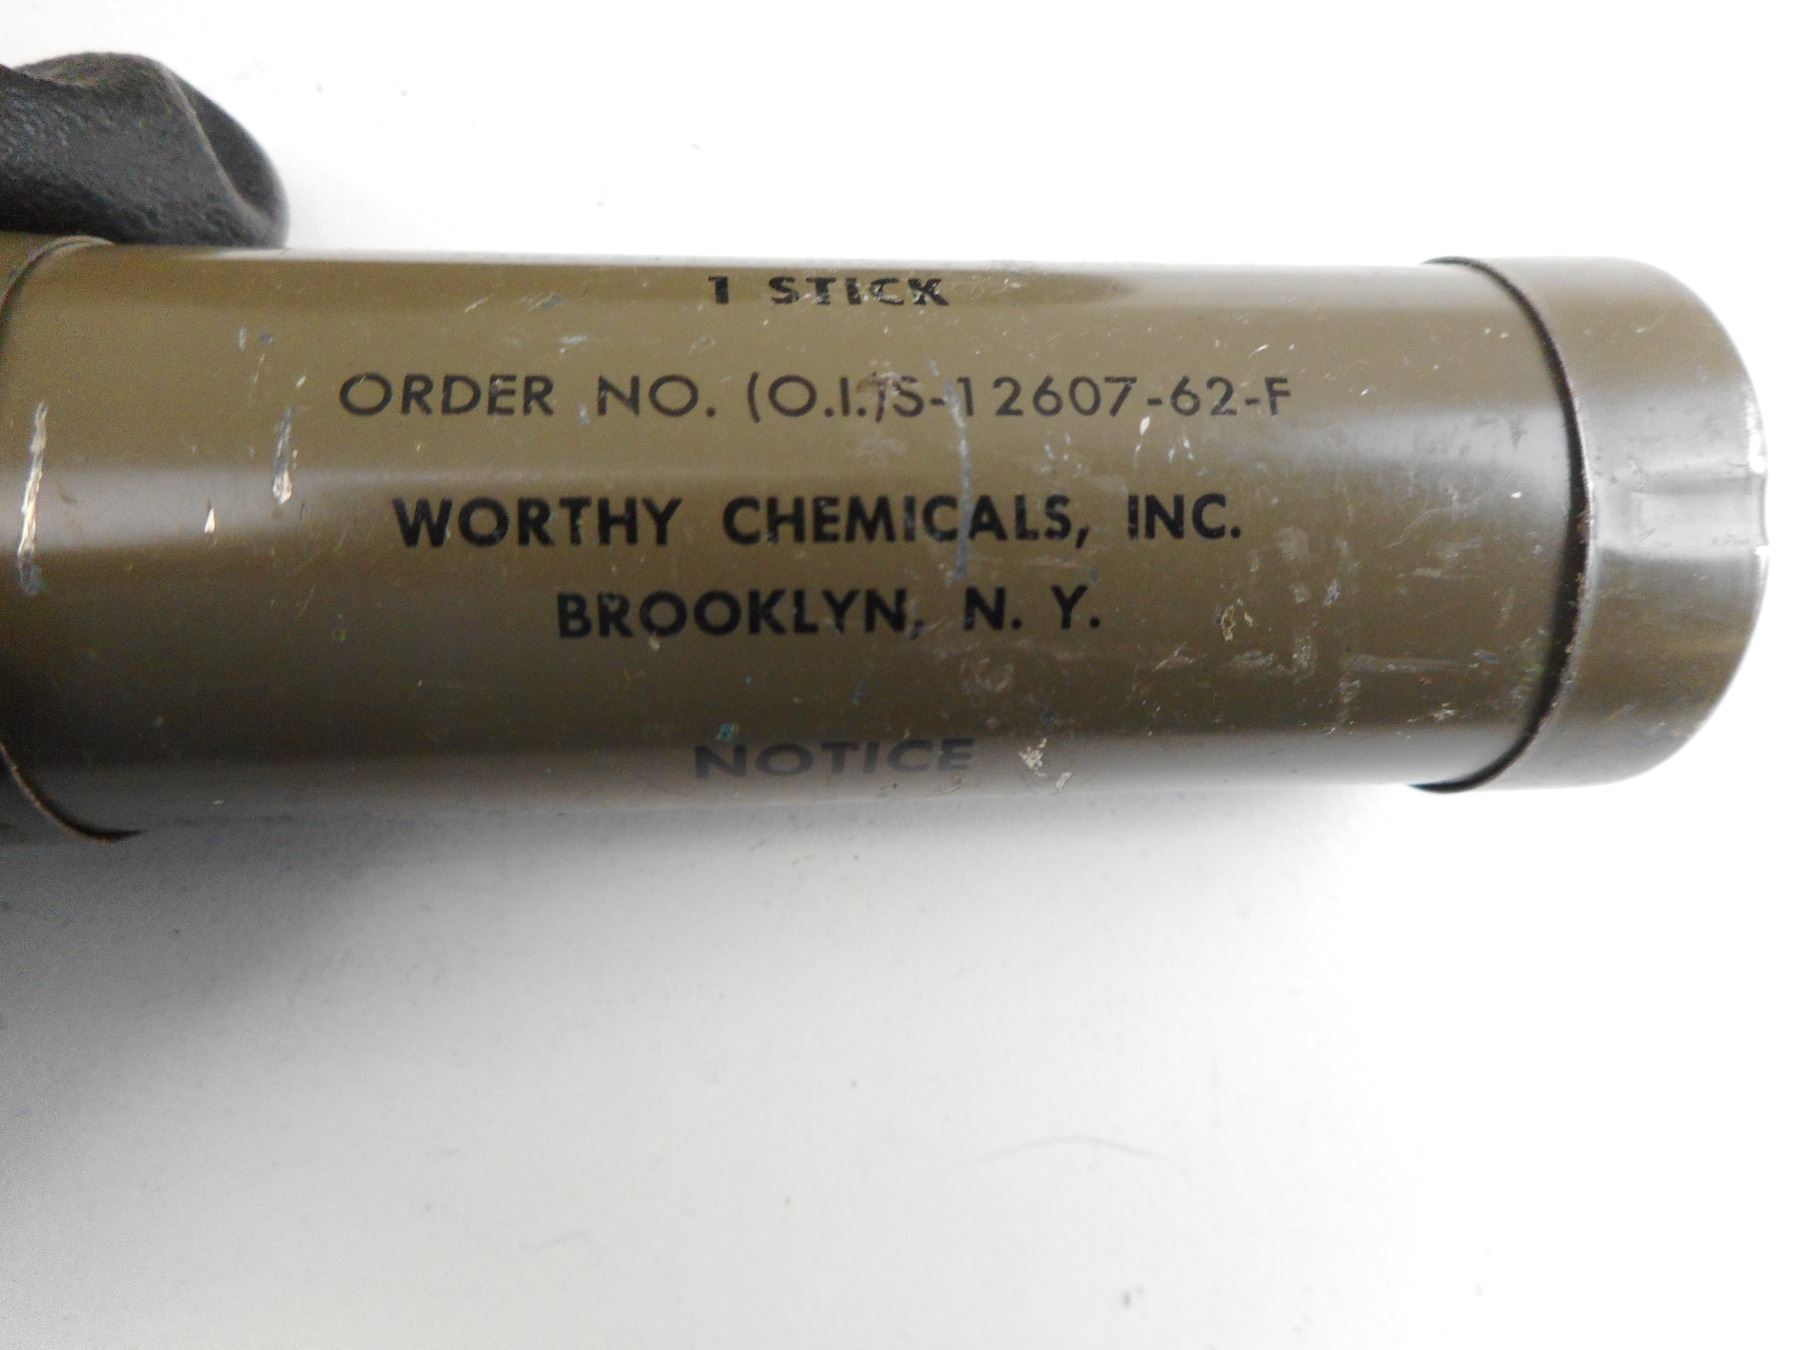 1 STICK
ORDER NO. (O.I.)S-12607-62-F
WORTHY CHEMICALS, INC.
BROOKLYN, N. Y.
NOTICE